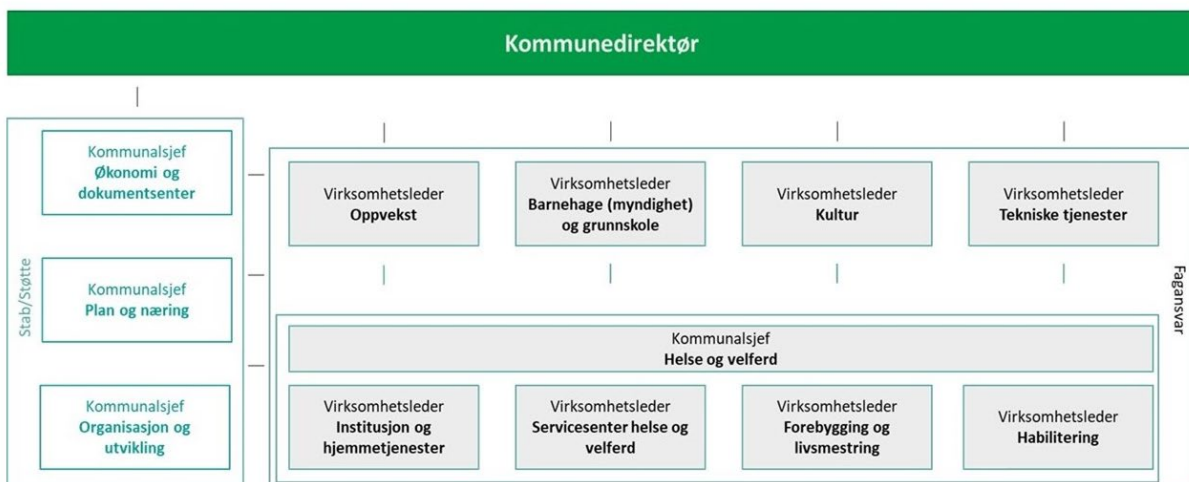 Kommunedirektør
Stab/Støtte
Kommunalsjef
Økonomi og
dokumentsenter
Kommunalsjef
Plan og næring
Kommunalsjef
Organisasjon og
utvikling
Virksomhetsleder
Oppvekst
Virksomhetsleder
Barnehage (myndighet)
og grunnskole
Virksomhetsleder
Kultur
Virksomhetsleder
Tekniske tjenester
Fagansvar
Kommunalsjef
Helse og velferd
Virksomhetsleder
Institusjon og
hjemmetjenester
Virksomhetsleder
Servicesenter helse og
velferd
Virksomhetsleder
Forebygging og
livsmestring
Virksomhetsleder
Habilitering